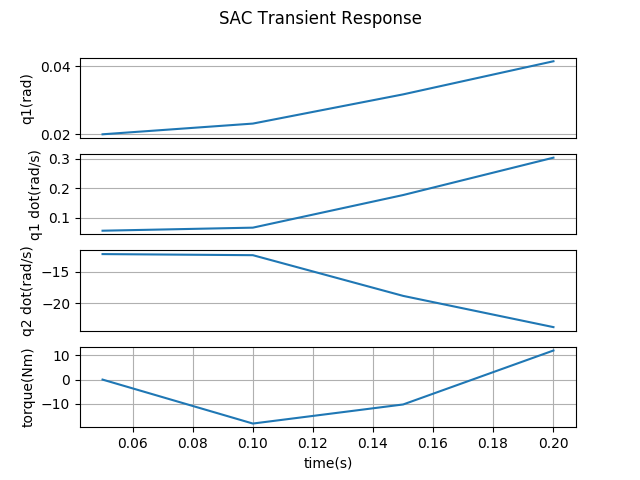 SAC Transient Response
q1(rad)
0.04
0.02
q1 dot(rad/s)
0.3
0.2
0.1
q2 dot(rad/s)
−15
−20
torque(Nm)
10
0
−10
0.06 0.08 0.10 0.12 0.14 0.16 0.18 0.20
time(s)